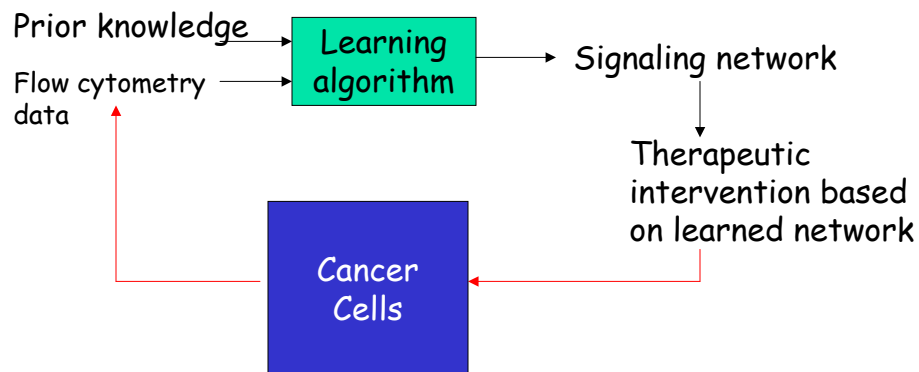 Prior knowledge
Learning
algorithm
Signaling network
Flow cytometry
data
Therapeutic
intervention based
on learned network
Cancer
Cells